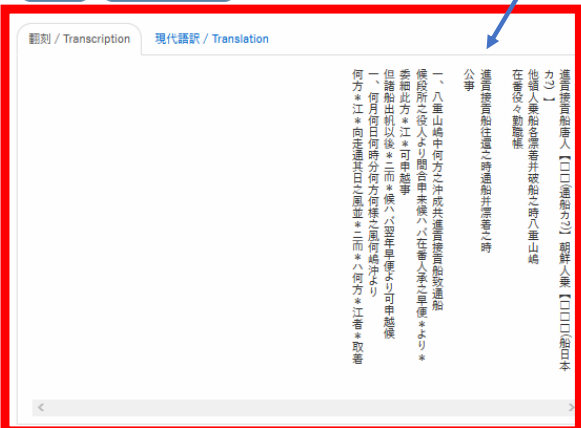 翻刻 / Transcription
現代語訳 / Translation
進貢接貢船唐人【□□(通船カ?)】朝鮮人乗【□□□(船日本
カ?)】
他領人乗船各漂着并破船之時八重山嶋
在番役々勤職帳
進貢接貢船往還之時通船并漂着之時
公事
一、八重山嶋中何方之沖成共進貢接貢船致通船
候段所之役人より問合申来候ハバ在番人承之早便*より*
委細此方*江*可申越事
但諸船出帆以後*ニ而*候ハバ翌年早便より可申越候
一、何月何日何時分何方何様之風何嶋沖より
何方*江*向走通其日之風並*ニ而*ハ何方*江者*取着